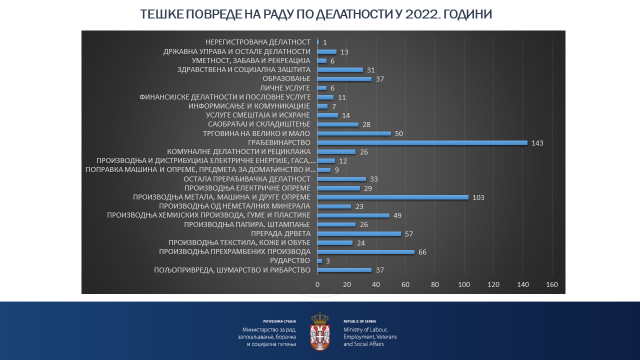 ТЕШКЕ ПОВРЕДЕ НА РАДУ ПО ДЕЛАТНОСТИ У 2022. ГОДИНИ
НЕРЕГИСТРОВАНА ДЕЛАТНОСТ 1
ДРЖАВНА УПРАВА И ОСТАЛЕ ДЕЛАТНОСТИ 13
УМЕТНОСТ, ЗАБАВА И РЕКРЕАЦИЈА 6
ЗДРАВСТВЕНА И СОЦИЈАЛНА ЗАШТИТА 31
ОБРАЗОВАЊЕ 37
ЛИЧНЕ УСЛУГЕ 6
ФИНАНСИЈСКЕ ДЕЛАТНОСТИ И ПОСЛОВНЕ УСЛУГЕ 11
ИНФОРМИСАЊЕ И КОМУНИКАЦИЈЕ 7
УСЛУГЕ СМЕШТАЈА И ИСХРАНЕ 14
САОБРАЋАЈ И СКЛАДИШТЕЊЕ 28
ТРГОВИНА НА ВЕЛИКО И МАЛО 50
ГРАЂЕВИНАРСТВО 143
КОМУНАЛНЕ ДЕЛАТНОСТИ И РЕЦИКЛАЖА 26
ПРОИЗВОДЊА И ДИСТРИБУЦИЈА ЕЛЕКТРИЧНЕ ЕНЕРГИЈЕ, ГАСА,... 12
ПОПРАВКА МАШИНА И ОПРЕМЕ, ПРЕДМЕТА ЗА ДОМАЋИНСТВО И... 9
ОСТАЛА ПРЕРАЂИВАЧКА ДЕЛАТНОСТ 33
ПРОИЗВОДЊА ЕЛЕКТРИЧНЕ ОПРЕМЕ 29
ПРОИЗВОДЊА МЕТАЛА, МАШИНА И ДРУГЕ ОПРЕМЕ 103
ПРОИЗВОДЊА ОД НЕМЕТАЛНИХ МИНЕРАЛА 23
ПРОИЗВОДЊА ХЕМИЈСКИХ ПРОИЗВОДА, ГУМЕ И ПЛАСТИКЕ 49
ПРОИЗВОДЊА ПАПИРА. ШТАМПАЊЕ 26
ПРЕРАДА ДРВЕТА 57
ПРОИЗВОДЊА ТЕКСТИЛА, КОЖЕ И ОБУЋЕ 24
ПРОИЗВОДЊА ПРЕХРАМБЕНИХ ПРОИЗВОДА 66
РУДАРСТВО 3
ПОЉОПРИВРЕДА, ШУМАРСТВО И РИБАРСТВО 37
0 20 40 60 80 100 120 140 160
РЕПУБЛИКА СРБИЈА
Министарство за рад,
запошљавање, борачка
и социјална питања
REPUBLIC OF SERBIA
Ministry of Labour,
Employment, Veterans
and Social Affairs